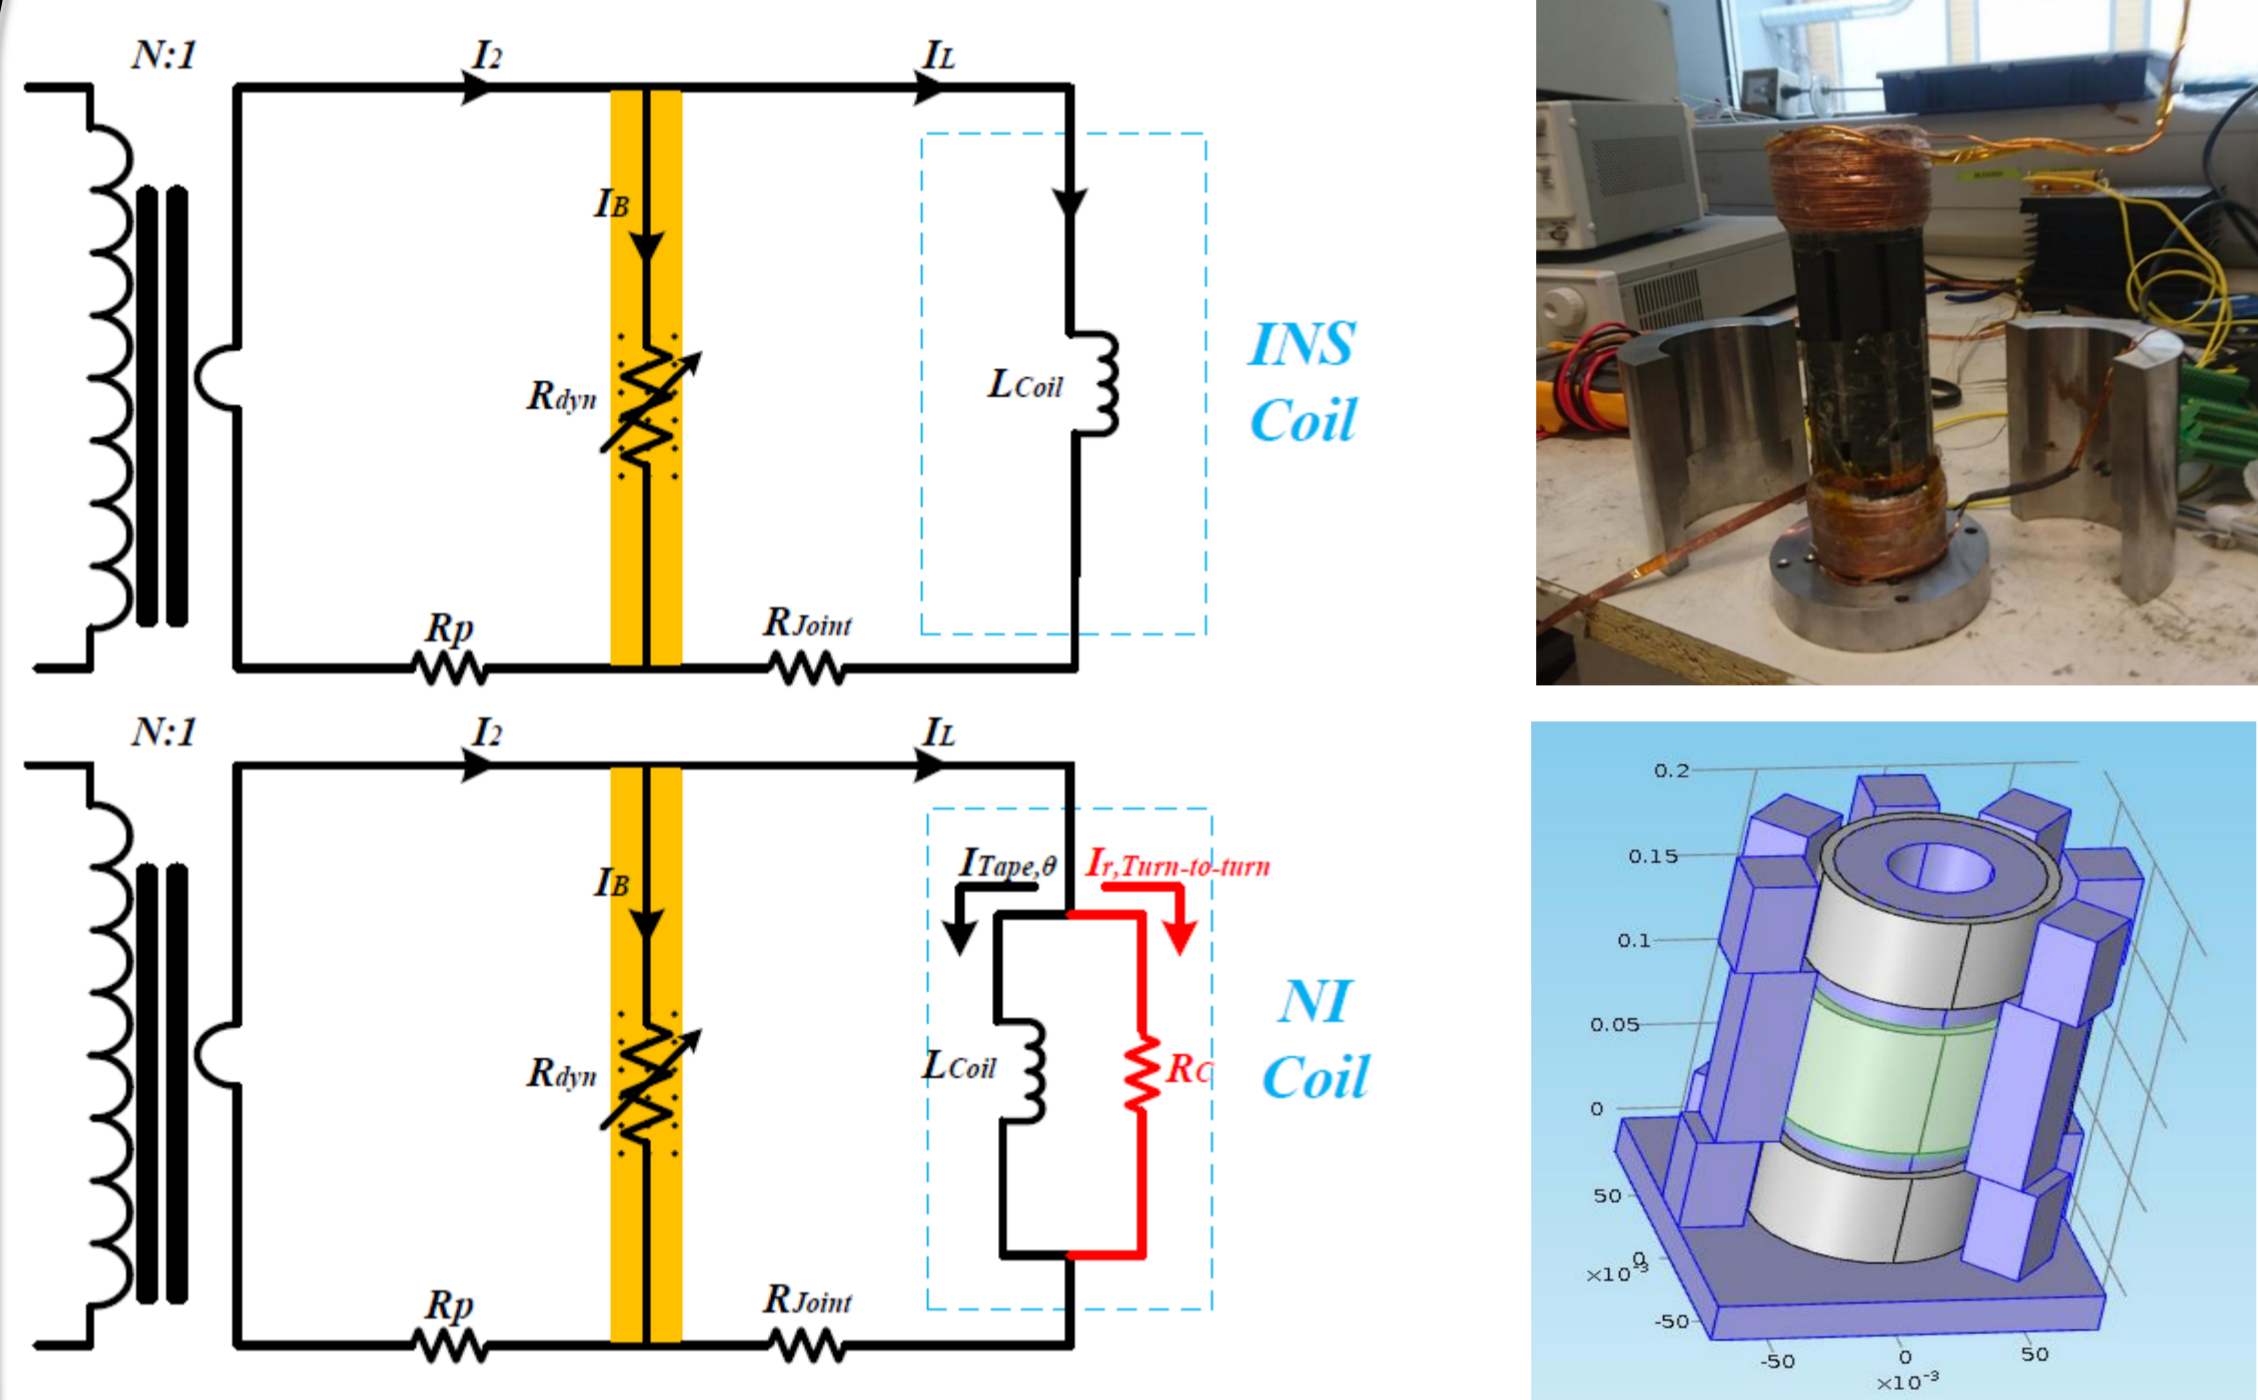 N:1
I2
IL
IB
Rdyn
LCoil
INS
Coil
Rp
RJoint
N:1
I2
IL
ITape,θ
Ir,Turn-to-turn
IB
Rdyn
LCoil
RC
NI
Coil
Rp
RJoint
0.2
0.15
0.1
0.05
0
50
0
×10⁻³
-50
-50
0
50
×10⁻³